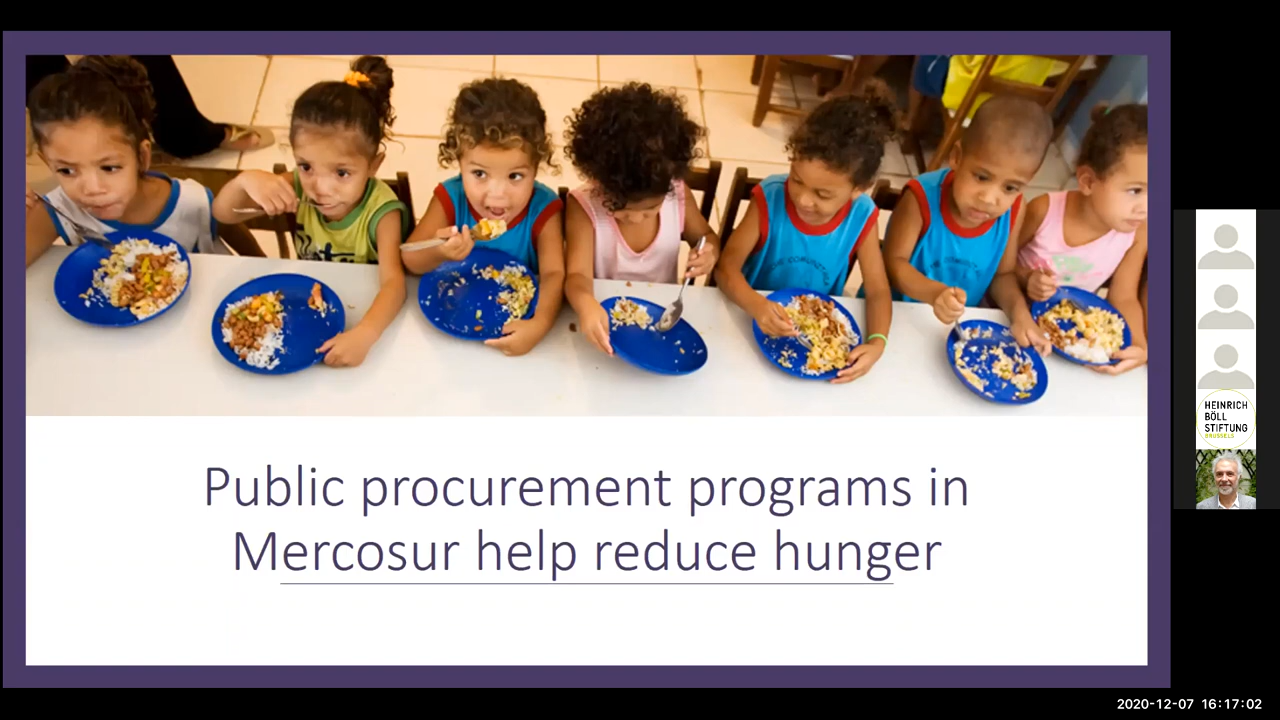 Public procurement programs in
Mercosur help reduce hunger
HEINRICH
BÖLL
STIFTUNG
BRUSSELS
2020-12-07 16:17:02